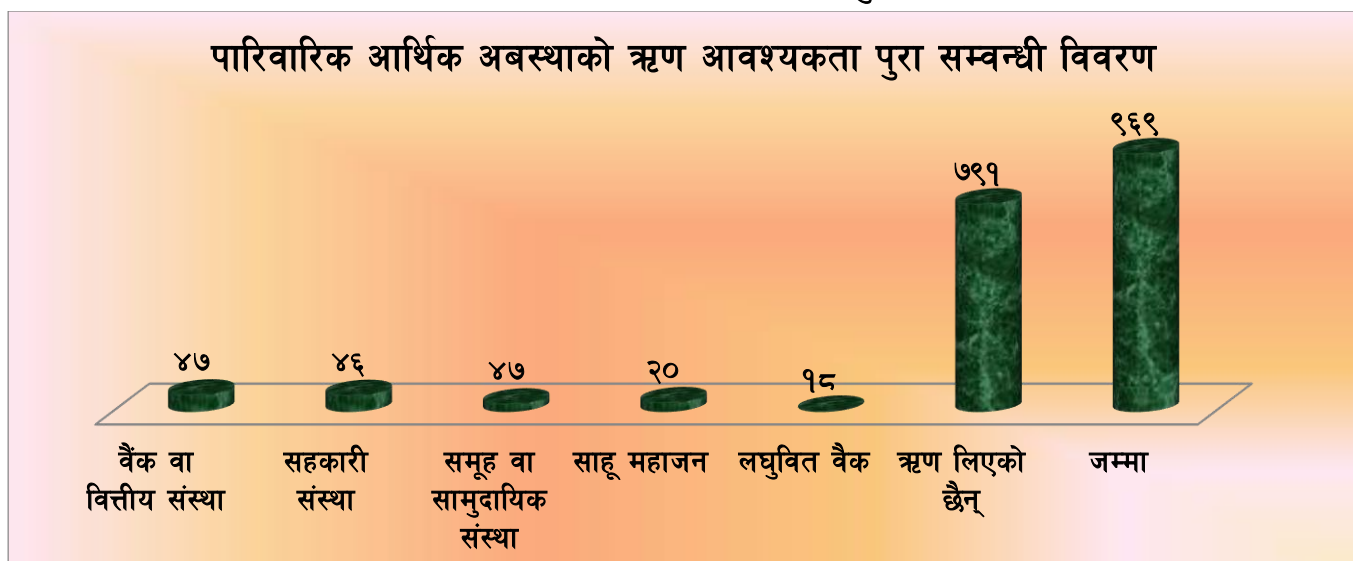 पारिवारिक आर्थिक अबस्थाको ऋण आवश्यकता पुरा सम्वन्धी विवरण
४७
४६
४७
२०
१८
७९१
९६९
वैंक वा
वित्तीय संस्था
सहकारी
संस्था
समूह वा
सामुदायिक
संस्था
साहू महाजन
लघुवित वैक
ऋण लिएको
छैन्
जम्मा